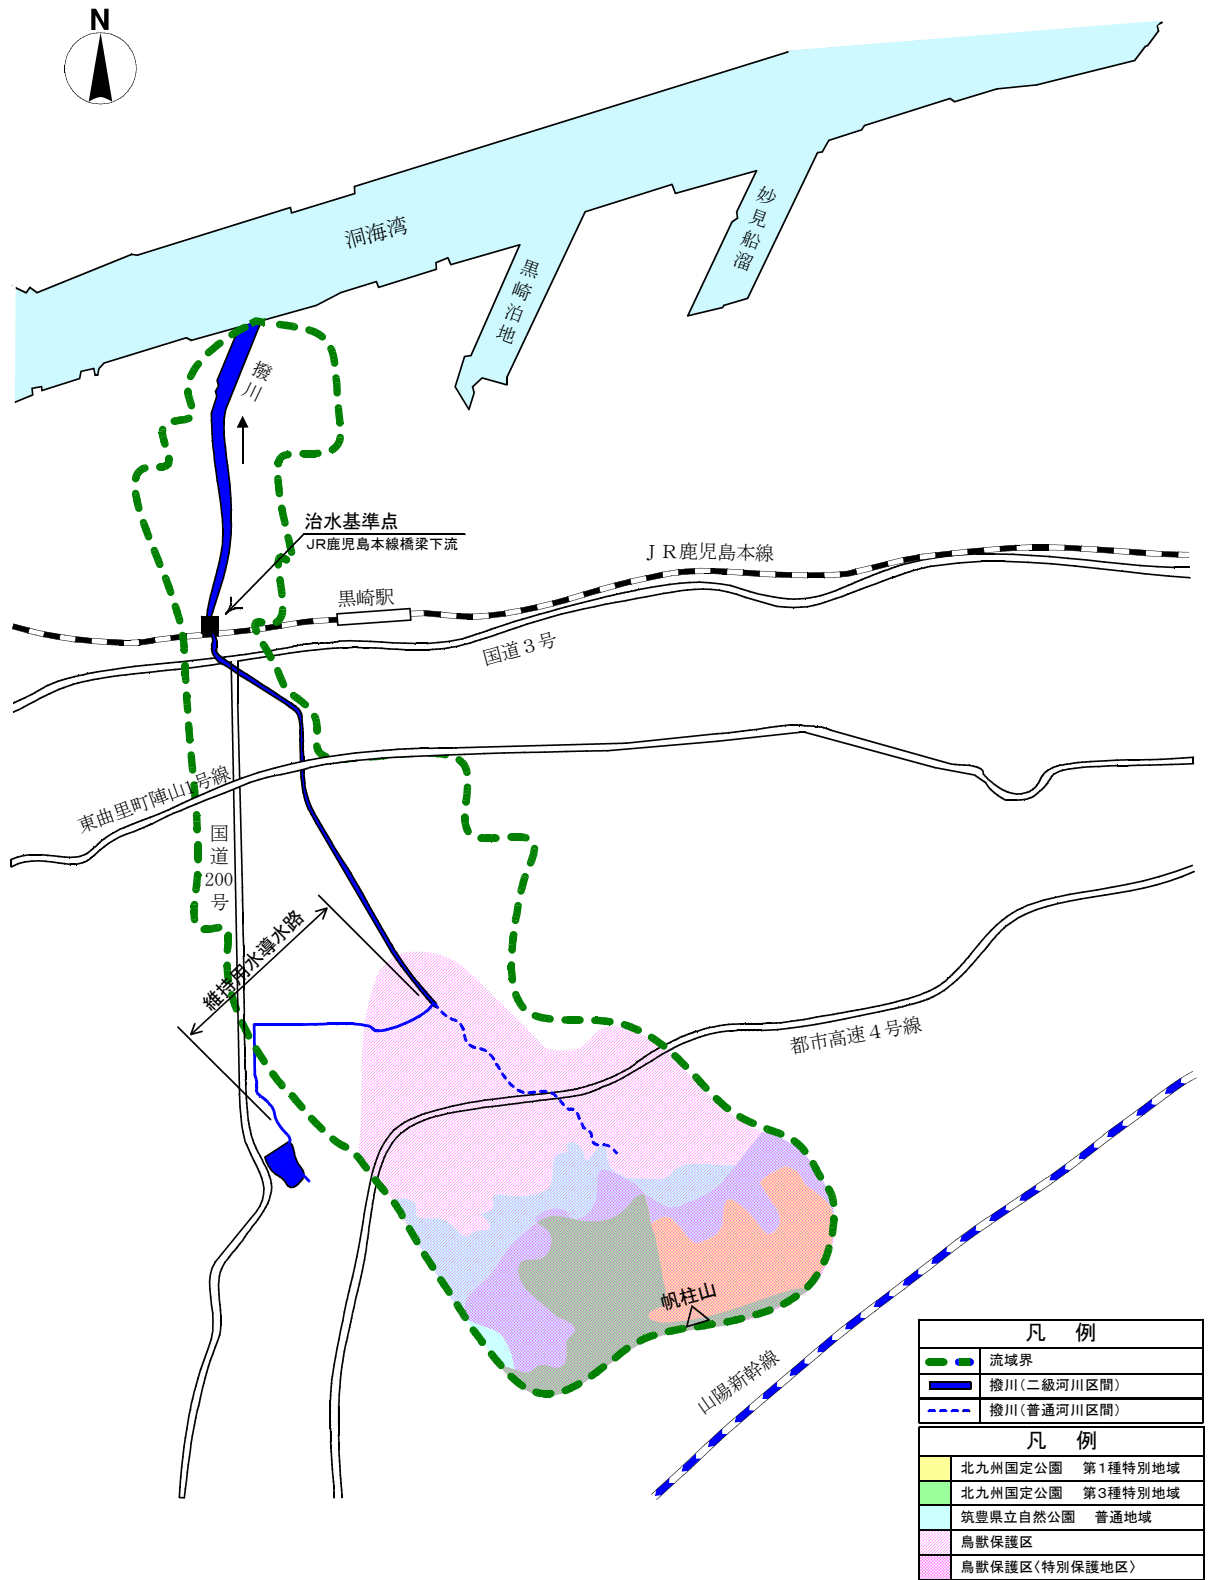 N
洞海湾
妙見船溜
黒崎泊地
撥川
治水基準点
JR鹿児島本線橋梁下流
JR鹿児島本線
黒崎駅
国道3号
東曲里町陣山1号線
国道200号
維持用水導水路
都市高速4号線
帆柱山
山陽新幹線
凡 例
流域界
撥川(二級河川区間)
撥川(普通河川区間)
凡 例
北九州国定公園 第1種特別地域
北九州国定公園 第3種特別地域
筑豊県立自然公園 普通地域
鳥獣保護区
鳥獣保護区〈特別保護地区〉